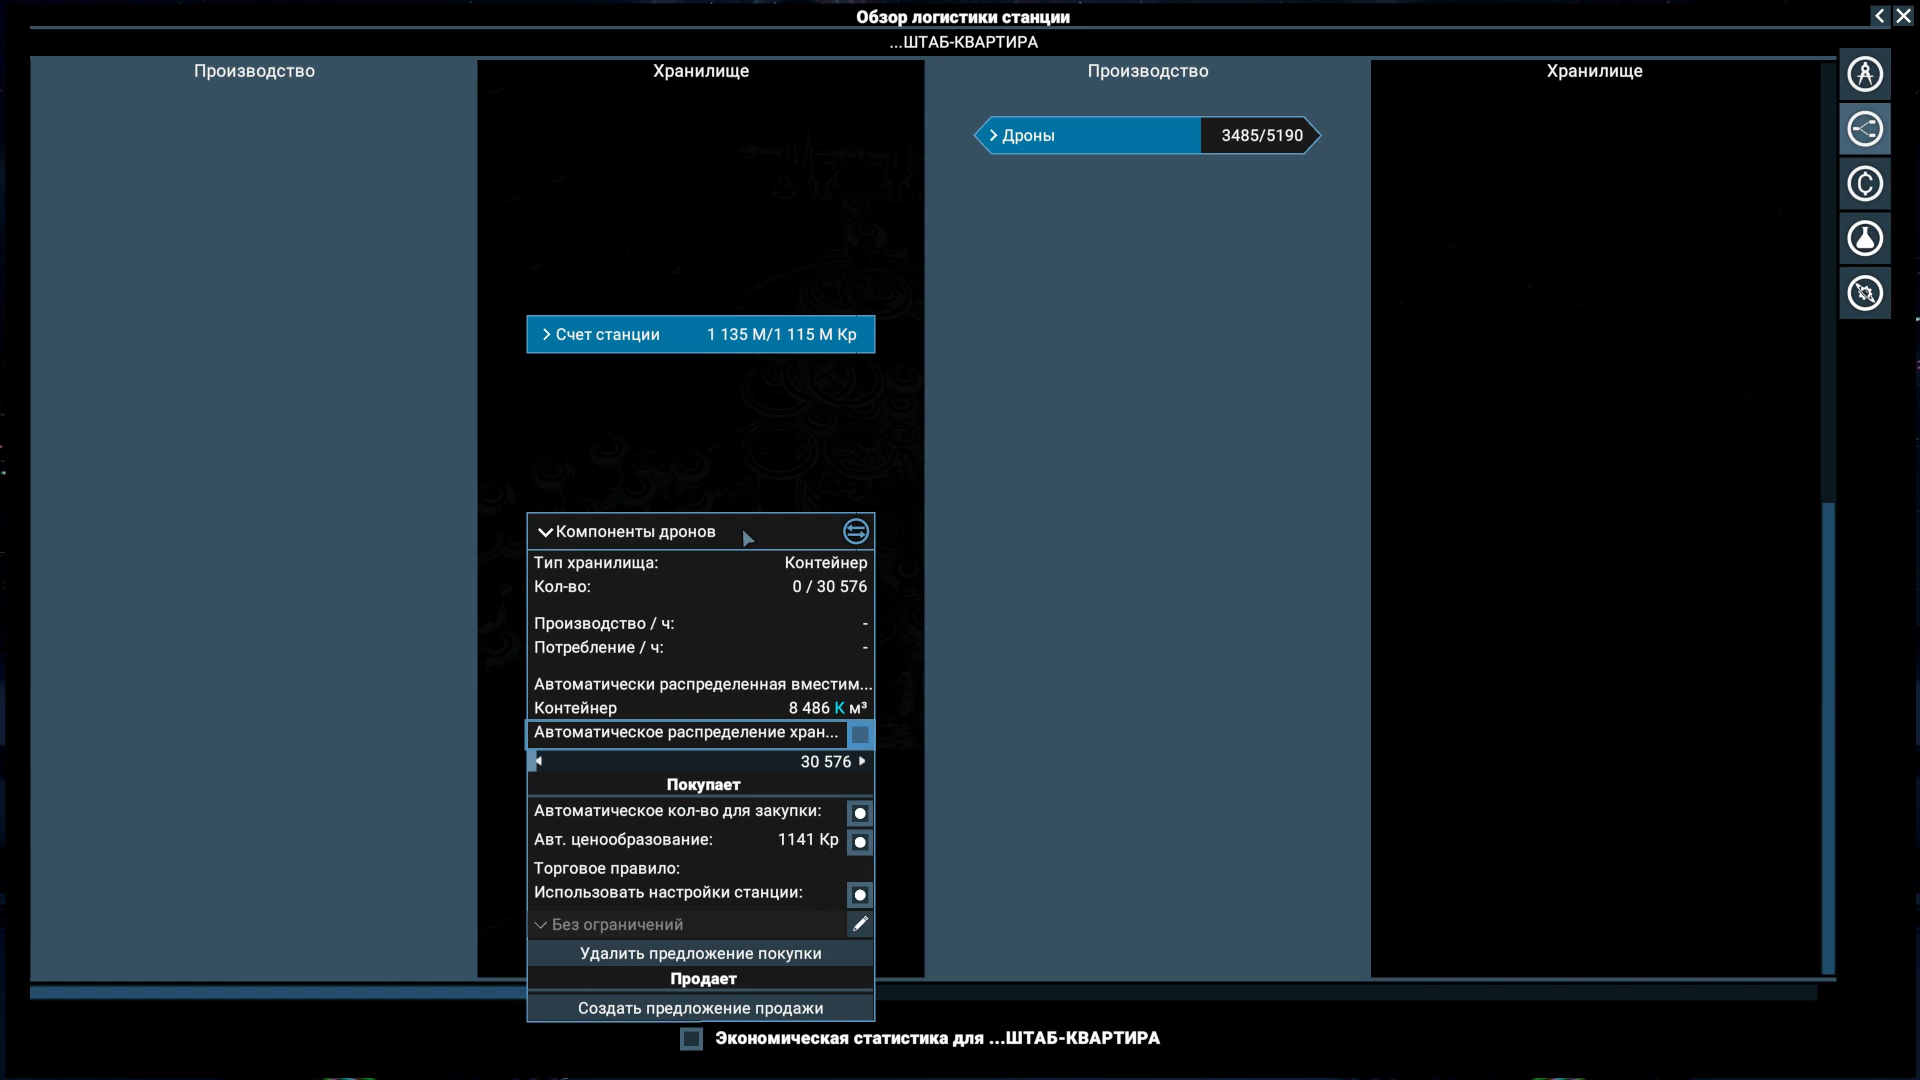 Обзор логистики станции
...ШТАБ-КВАРТИРА
Производство
Хранилище
Производство
Хранилище
Дроны 3485/5190
Счет станции 1 135 М/1 115 М Кр
Компоненты дронов
Тип хранилища: Контейнер
Кол-во: 0 / 30 576
Производство / ч: -
Потребление / ч: -
Автоматически распределенная вместим...
Контейнер 8 486 К м³
Автоматическое распределение хран...
30 576
Покупает
Автоматическое кол-во для закупки:
Авт. ценообразование: 1141 Кр
Торговое правило:
Использовать настройки станции:
Без ограничений
Удалить предложение покупки
Продает
Создать предложение продажи
Экономическая статистика для ...ШТАБ-КВАРТИРА